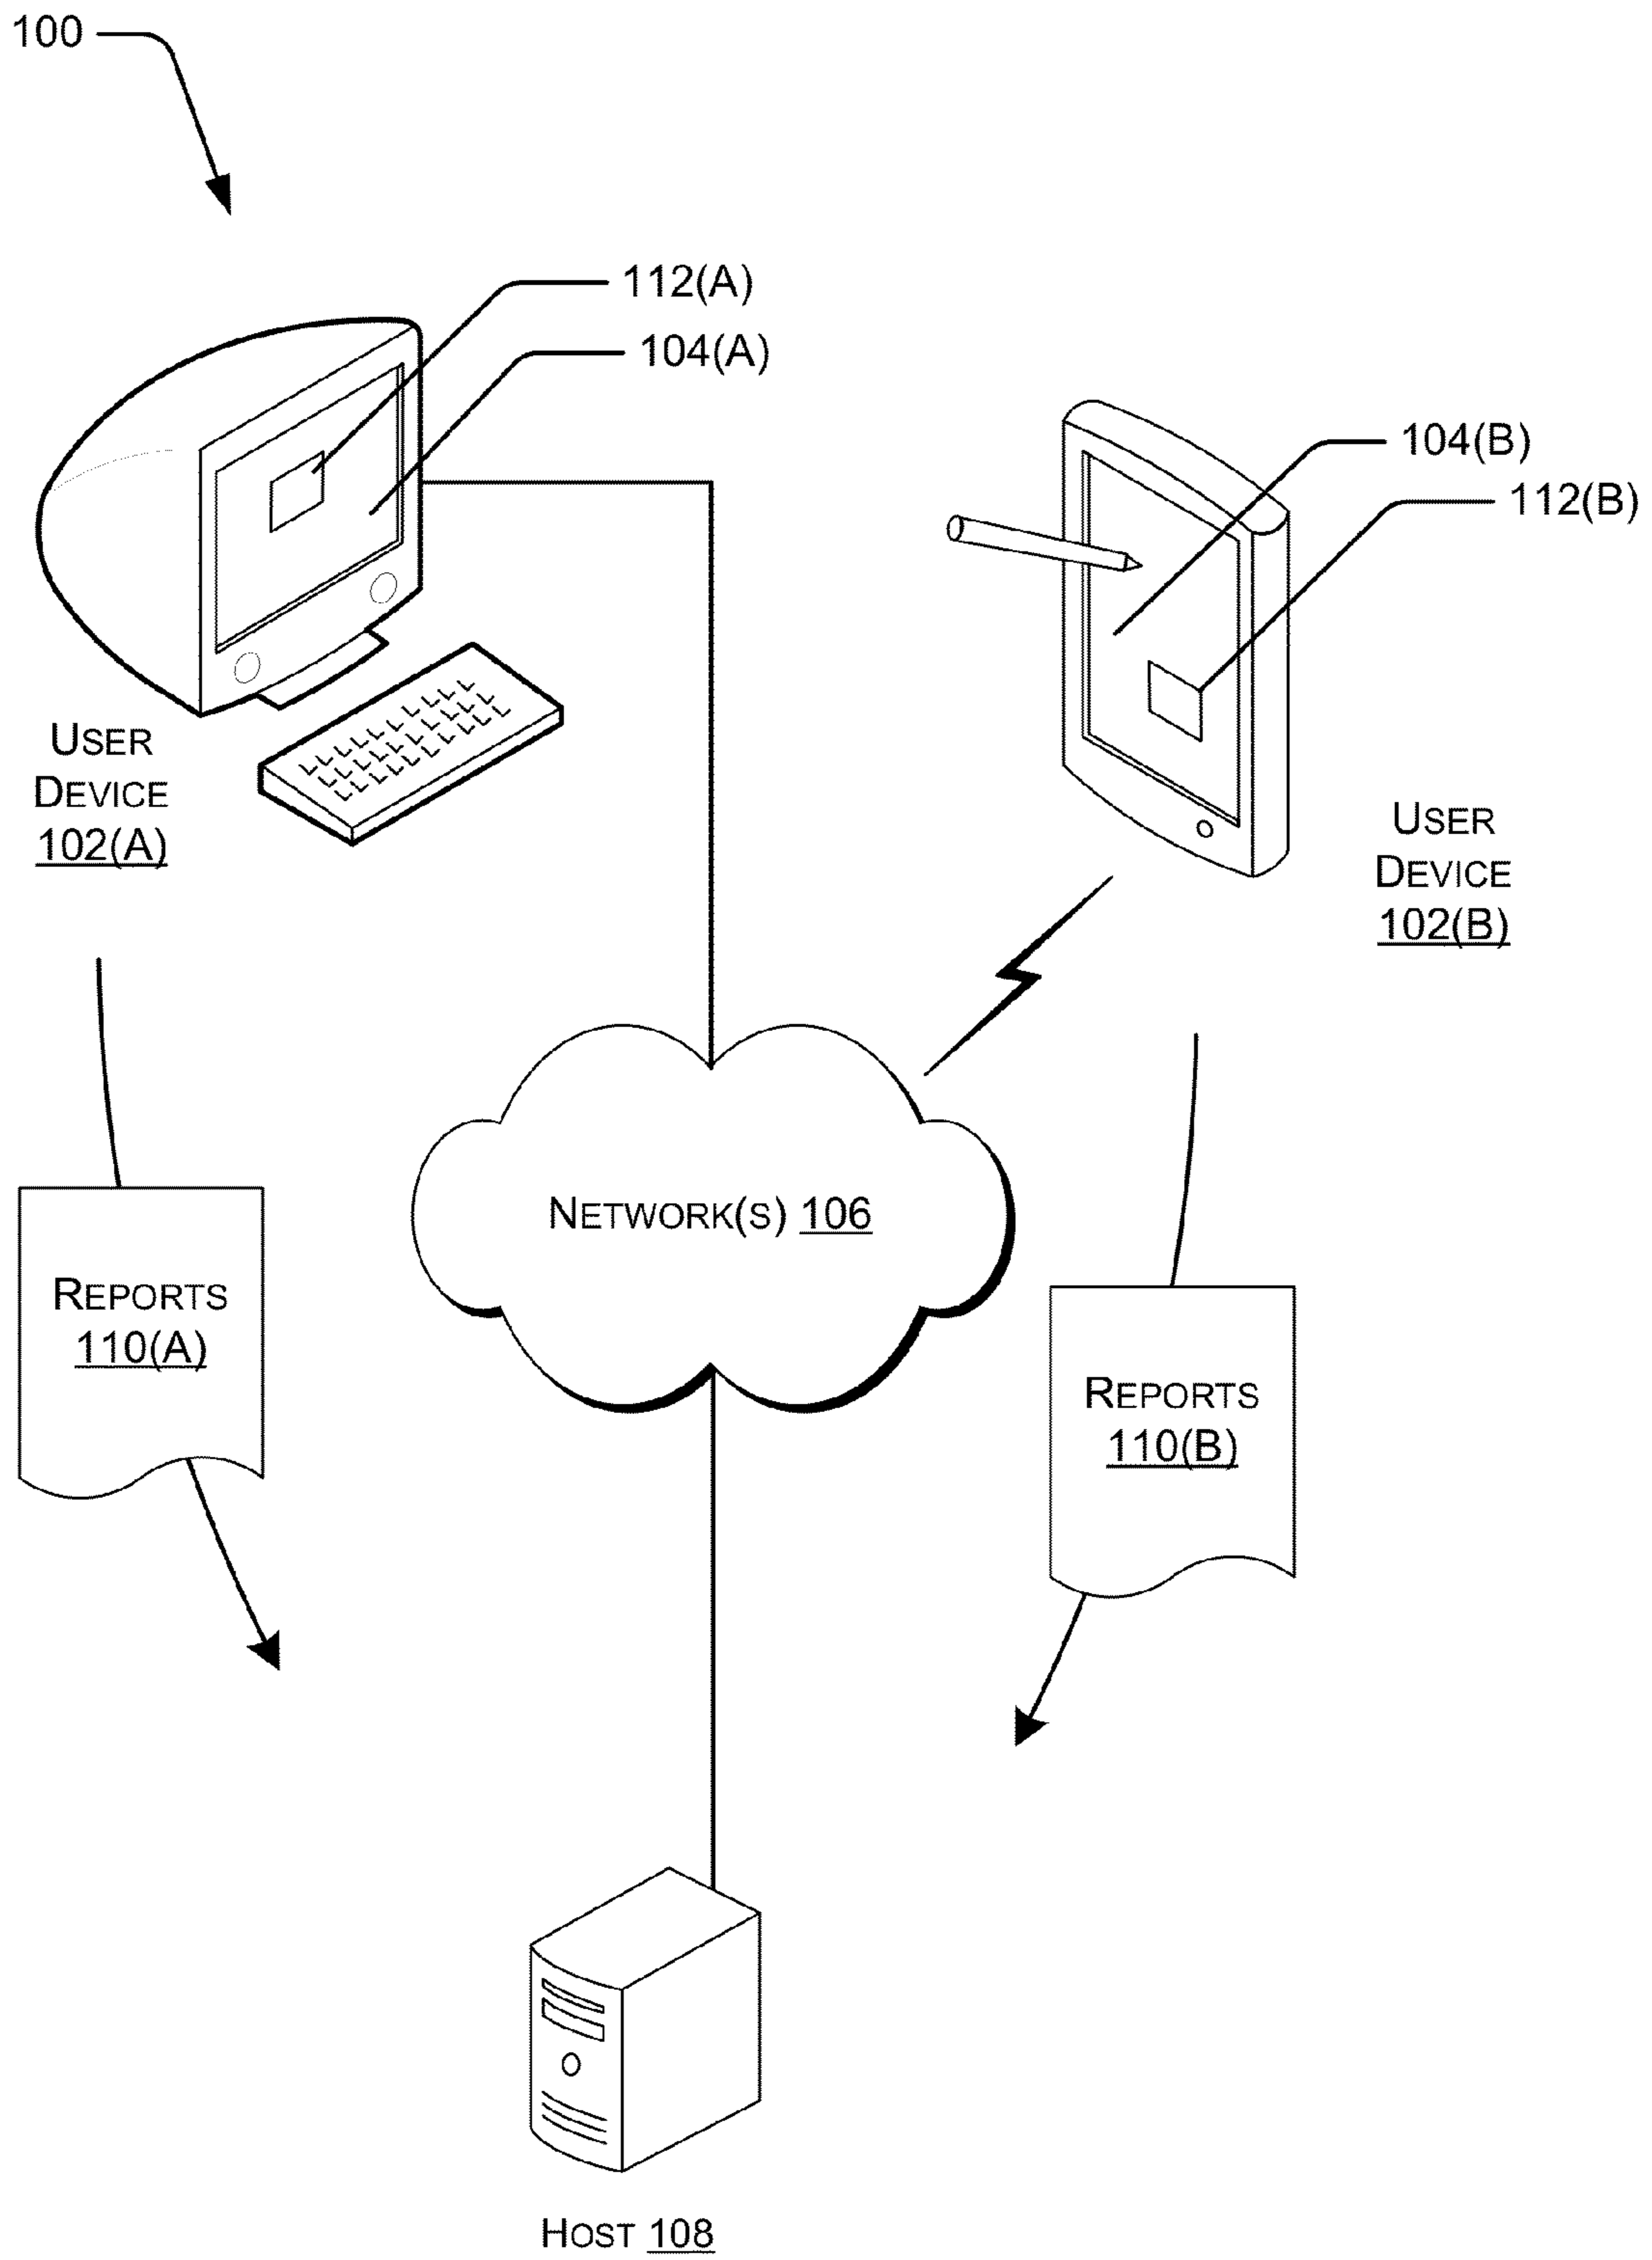 100
112(A)
104(A)
104(B)
112(B)
USER
DEVICE
102(A)
USER
DEVICE
102(B)
NETWORK(S) 106
REPORTS
110(A)
REPORTS
110(B)
HOST 108